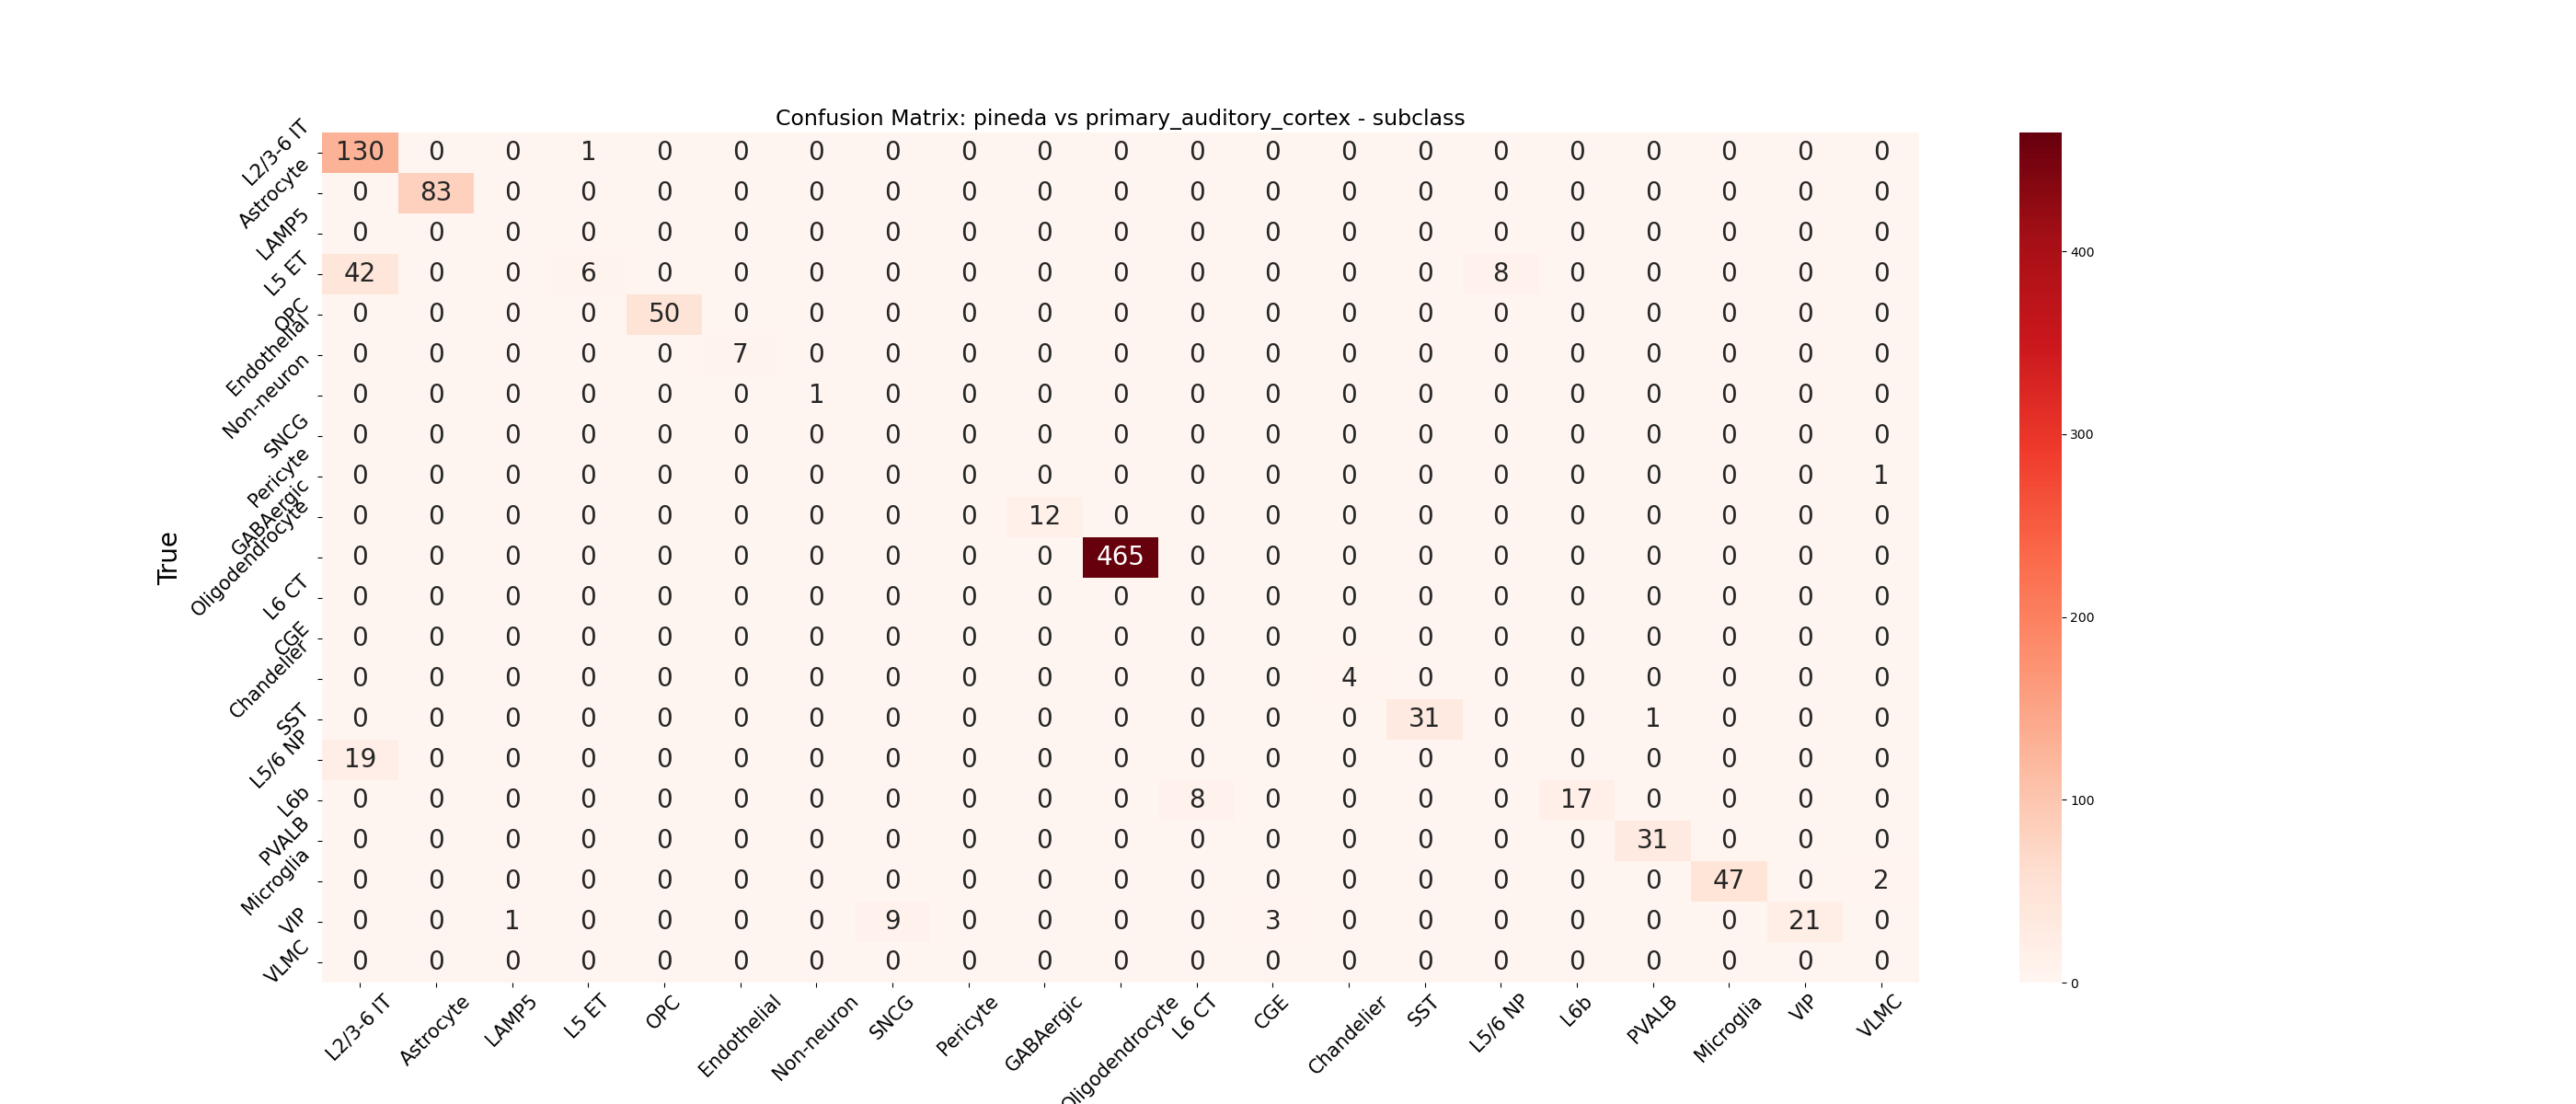 Confusion Matrix: pineda vs primary_auditory_cortex - subclass
True
L2/3-6 IT 130 0 0 1 0 0 0 0 0 0 0 0 0 0 0 0 0 0 0 0 0
Astrocyte 0 83 0 0 0 0 0 0 0 0 0 0 0 0 0 0 0 0 0 0 0
LAMP5 0 0 0 0 0 0 0 0 0 0 0 0 0 0 0 0 0 0 0 0 0
L5 ET 42 0 0 6 0 0 0 0 0 0 0 0 0 0 0 8 0 0 0 0 0
OPC 0 0 0 0 50 0 0 0 0 0 0 0 0 0 0 0 0 0 0 0 0
Endothelial 0 0 0 0 0 7 0 0 0 0 0 0 0 0 0 0 0 0 0 0 0
Non-neuron 0 0 0 0 0 0 1 0 0 0 0 0 0 0 0 0 0 0 0 0 0
SNCG 0 0 0 0 0 0 0 0 0 0 0 0 0 0 0 0 0 0 0 0 0
Pericyte 0 0 0 0 0 0 0 0 0 0 0 0 0 0 0 0 0 0 0 0 1
GABAergic 0 0 0 0 0 0 0 0 0 12 0 0 0 0 0 0 0 0 0 0 0
Oligodendrocyte 0 0 0 0 0 0 0 0 0 0 465 0 0 0 0 0 0 0 0 0 0
L6 CT 0 0 0 0 0 0 0 0 0 0 0 0 0 0 0 0 0 0 0 0 0
CGE 0 0 0 0 0 0 0 0 0 0 0 0 0 0 0 0 0 0 0 0 0
Chandelier 0 0 0 0 0 0 0 0 0 0 0 0 0 4 0 0 0 0 0 0 0
SST 0 0 0 0 0 0 0 0 0 0 0 0 0 0 31 0 0 1 0 0 0
L5/6 NP 19 0 0 0 0 0 0 0 0 0 0 0 0 0 0 0 0 0 0 0 0
L6b 0 0 0 0 0 0 0 0 0 0 0 8 0 0 0 0 17 0 0 0 0
PVALB 0 0 0 0 0 0 0 0 0 0 0 0 0 0 0 0 0 31 0 0 0
Microglia 0 0 0 0 0 0 0 0 0 0 0 0 0 0 0 0 0 0 47 0 2
VIP 0 0 1 0 0 0 0 9 0 0 0 0 3 0 0 0 0 0 0 21 0
VLMC 0 0 0 0 0 0 0 0 0 0 0 0 0 0 0 0 0 0 0 0 0
L2/3-6 IT Astrocyte LAMP5 L5 ET OPC Endothelial Non-neuron SNCG Pericyte GABAergic Oligodendrocyte L6 CT CGE Chandelier SST L5/6 NP L6b PVALB Microglia VIP VLMC
400
300
200
100
0